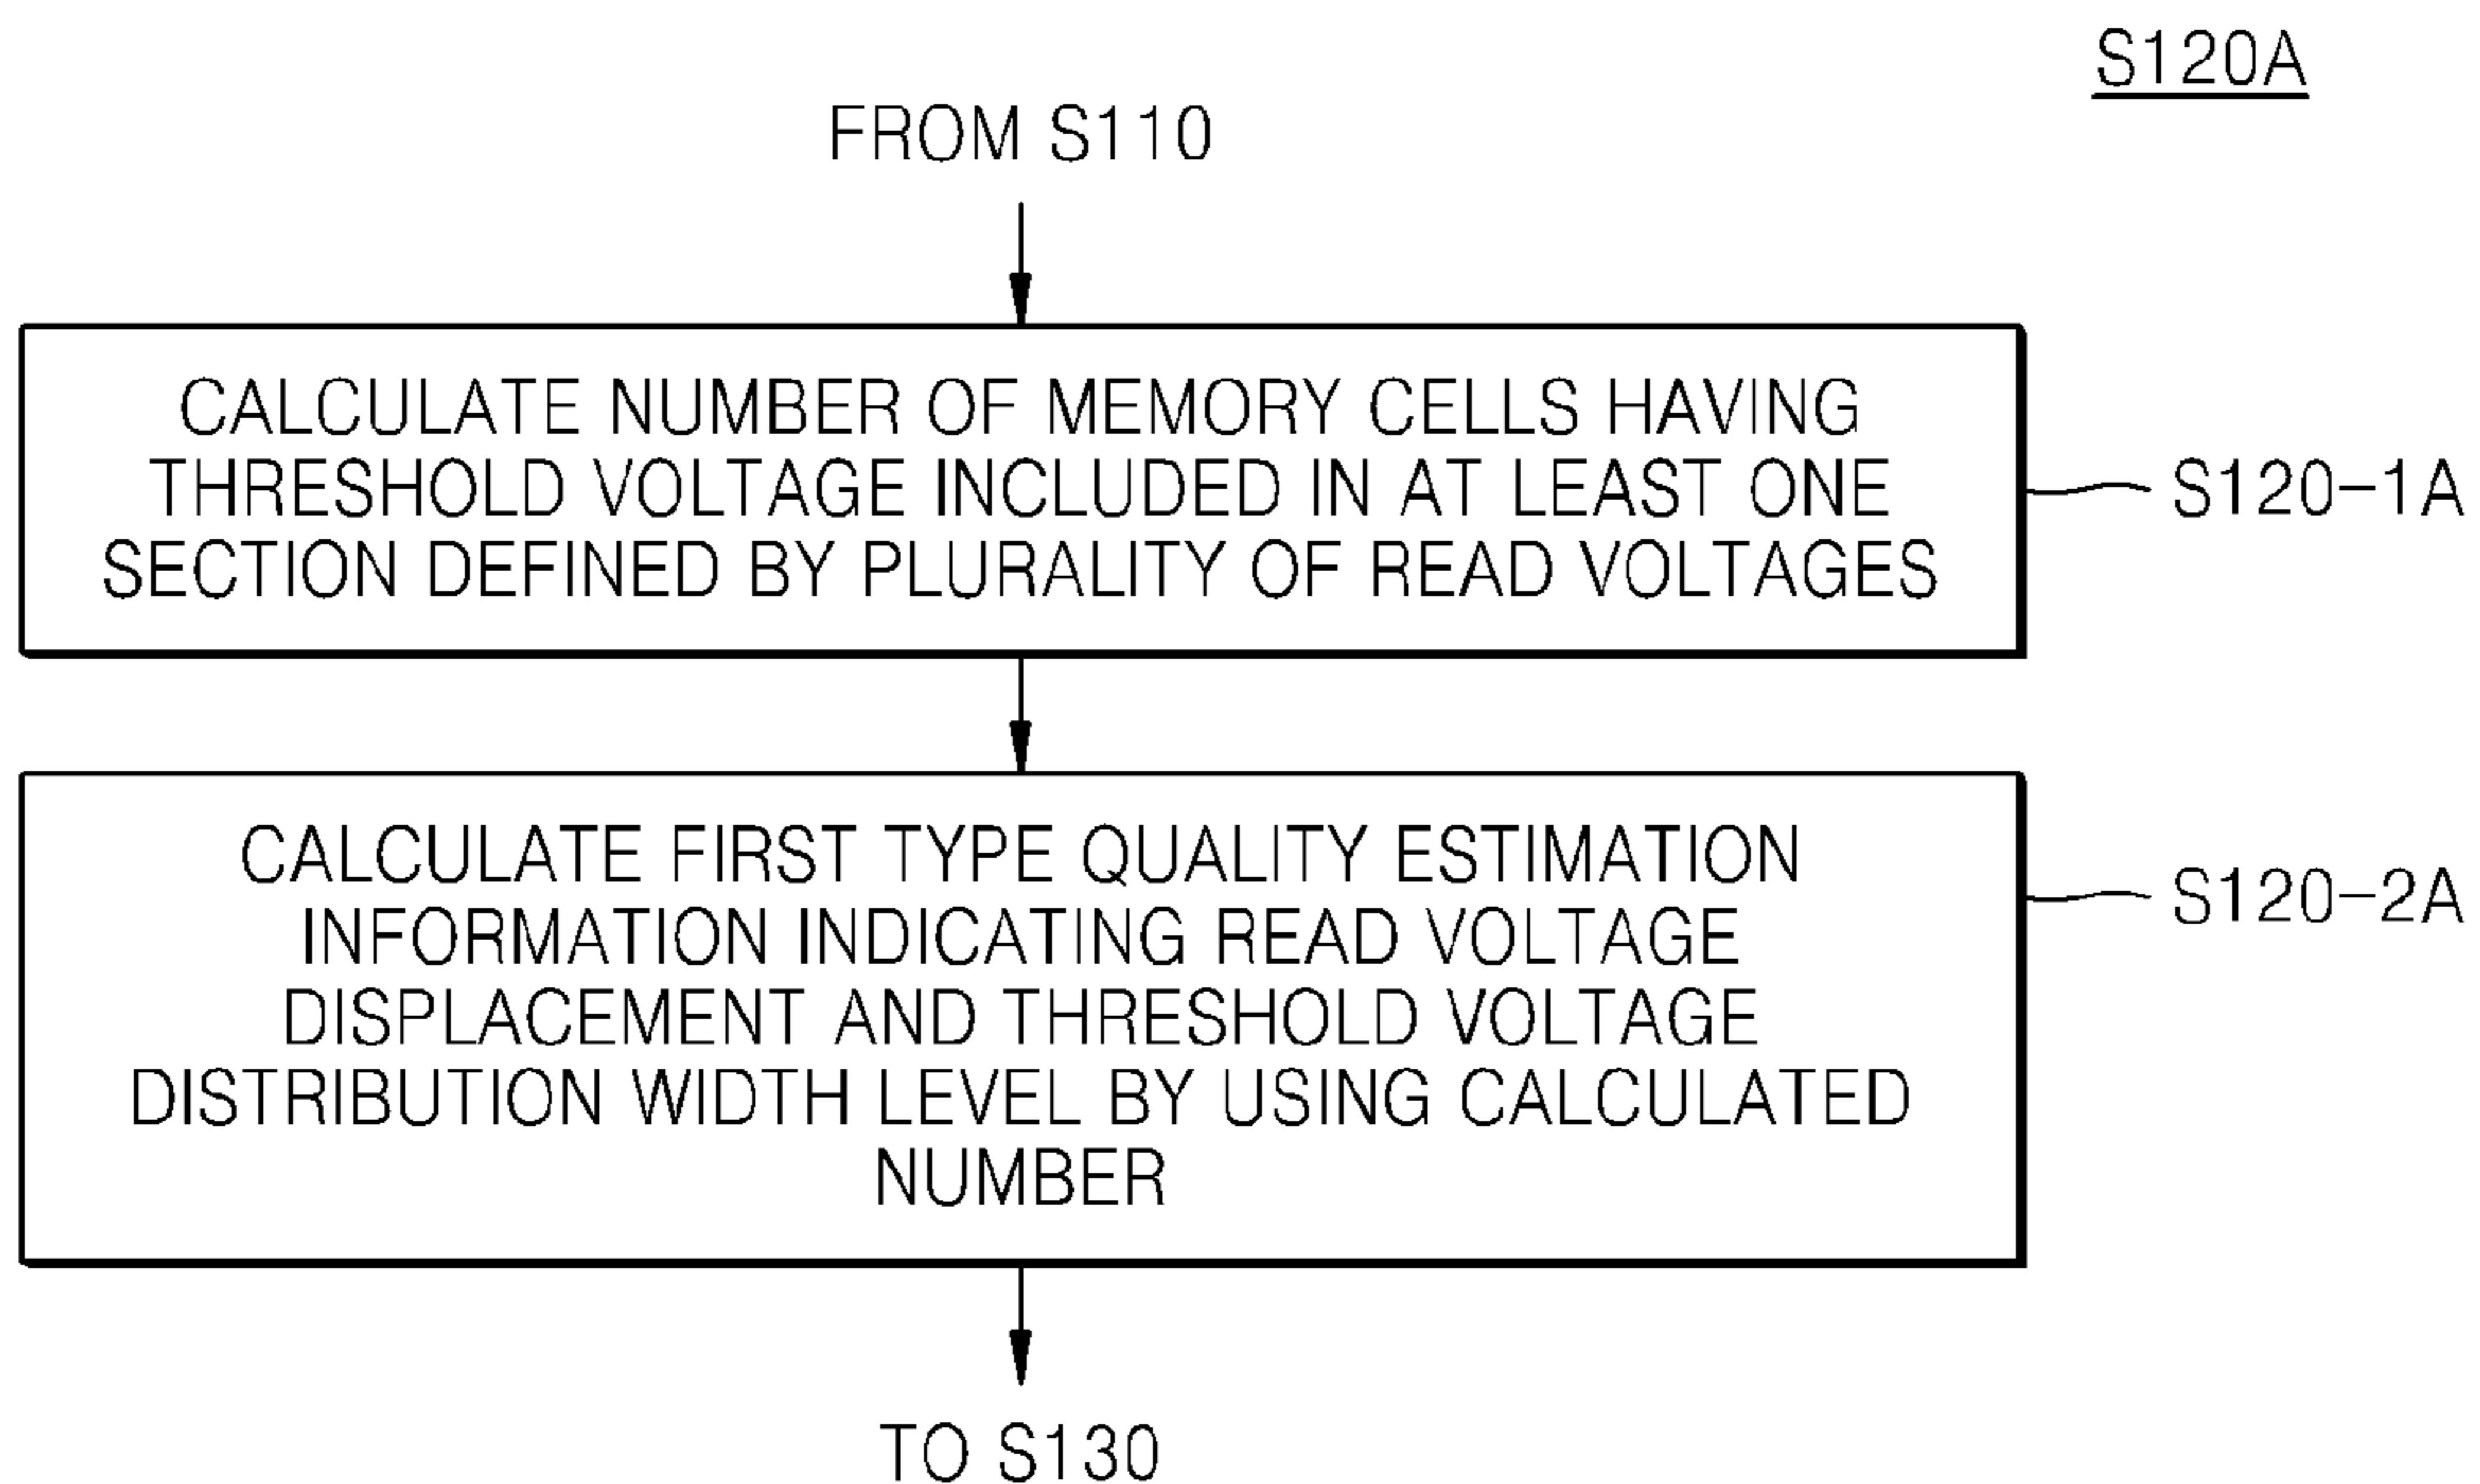 S120A
FROM S110
CALCULATE NUMBER OF MEMORY CELLS HAVING
THRESHOLD VOLTAGE INCLUDED IN AT LEAST ONE
SECTION DEFINED BY PLURALITY OF READ VOLTAGES
S120-1A
CALCULATE FIRST TYPE QUALITY ESTIMATION
INFORMATION INDICATING READ VOLTAGE
DISPLACEMENT AND THRESHOLD VOLTAGE
DISTRIBUTION WIDTH LEVEL BY USING CALCULATED
NUMBER
S120-2A
TO S130